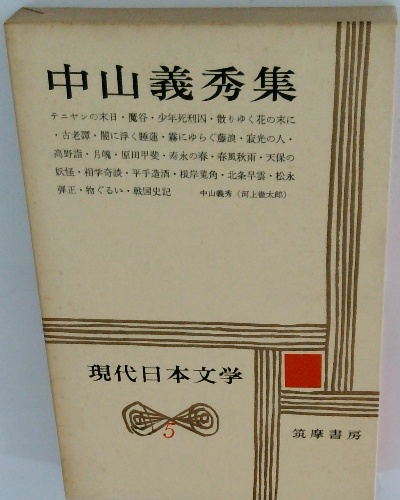 中山義秀集
テニヤンの末日・魔谷・少年死刑囚・散りゆく花の末に
・古老譚・闇に浮く睡蓮・霧にゆらぐ藤浪・寂光の人・
高野詣・月魄・原田甲斐・寿永の春・春風秋雨・天保の
妖怪・相学奇談・平手造酒・根岸菜角・北条早雲・松永
弾正・物ぐるい・戦国史記　中山義秀（河上徹太郎）
現代日本文学
5
筑摩書房